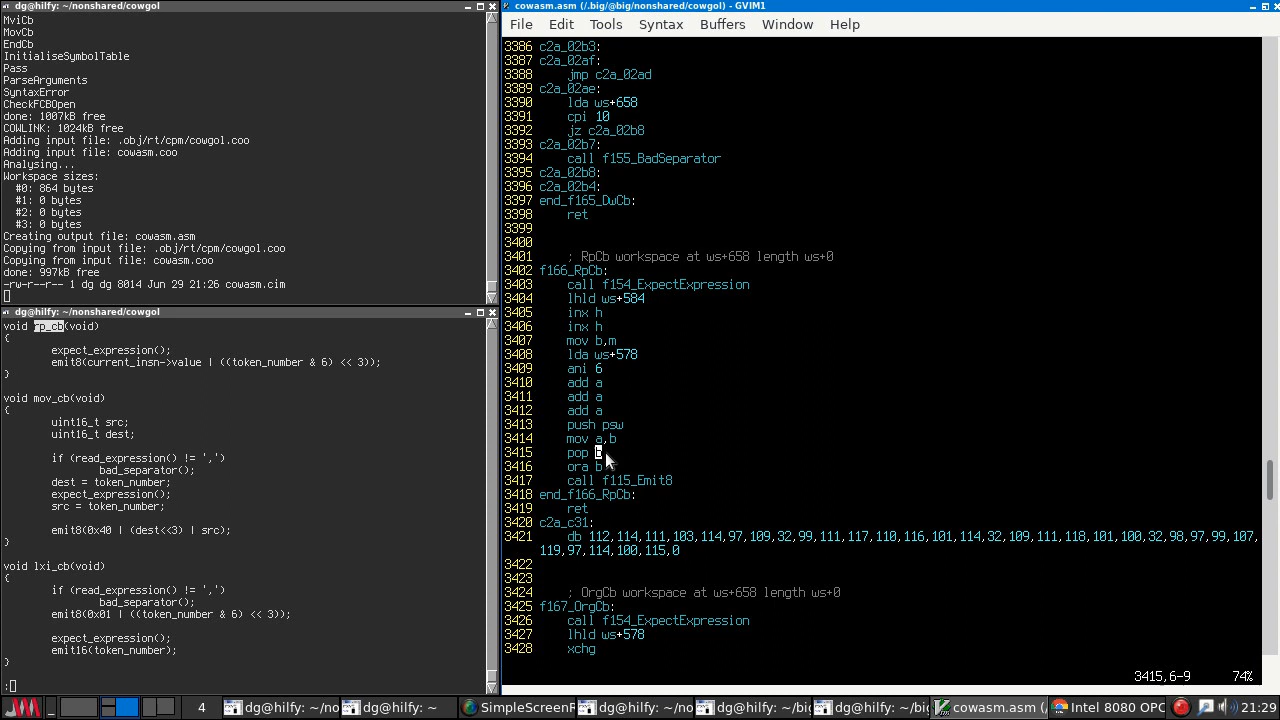 dg@hilfy: ~/nonshared/cowgol
MviCb
MovCb
EndCb
InitialiseSymbolTable
Pass
ParseArguments
SyntaxError
CheckFCBOpen
done: 1007kB free
COWLINK: 1024kB free
Adding input file: .obj/rt/cpm/cowgol.coo
Adding input file: cowasm.coo
Analysing...
Workspace sizes:
  #0: 864 bytes
  #1: 0 bytes
  #2: 0 bytes
  #3: 0 bytes
Creating output file: cowasm.asm
Copying from input file: .obj/rt/cpm/cowgol.coo
Copying from input file: cowasm.coo
done: 997kB free
-rw-r--r-- 1 dg dg 8014 Jun 29 21:26 cowasm.cim
dg@hilfy: ~/nonshared/cowgol
void rp_cb(void)
{
        expect_expression();
        emit8(current_insn->value | ((token_number & 6) << 3));
}
void mov_cb(void)
{
        uint16_t src;
        uint16_t dest;
        if (read_expression() != ',')
                bad_separator();
        dest = token_number;
        expect_expression();
        src = token_number;
        emit8(0x40 | (dest<<3) | src);
}
void lxi_cb(void)
{
        if (read_expression() != ',')
                bad_separator();
        emit8(0x01 | ((token_number & 6) << 3));
        expect_expression();
        emit16(token_number);
}
:
cowasm.asm (/.big/@big/nonshared/cowgol) - GVIM1
File Edit Tools Syntax Buffers Window Help
3386 c2a_02b3:
3387 c2a_02af:
3388     jmp c2a_02ad
3389 c2a_02ae:
3390     lda ws+658
3391     cpi 10
3392     jz c2a_02b8
3393 c2a_02b7:
3394     call f155_BadSeparator
3395 c2a_02b8:
3396 c2a_02b4:
3397 end_f165_DwCb:
3398     ret
3399
3400
3401     ; RpCb workspace at ws+658 length ws+0
3402 f166_RpCb:
3403     call f154_ExpectExpression
3404     lhld ws+584
3405     inx h
3406     inx h
3407     mov b,m
3408     lda ws+578
3409     ani 6
3410     add a
3411     add a
3412     add a
3413     push psw
3414     mov a,b
3415     pop b
3416     ora b
3417     call f115_Emit8
3418 end_f166_RpCb:
3419     ret
3420 c2a_c31:
3421     db 112,114,111,103,114,97,109,32,99,111,117,110,116,101,114,32,109,111,118,101,100,32,98,97,99,107,
119,97,114,100,115,0
3422
3423
3424     ; OrgCb workspace at ws+658 length ws+0
3425 f167_OrgCb:
3426     call f154_ExpectExpression
3427     lhld ws+578
3428     xchg
3415,6-9 74%
4 dg@hilfy: ~/no dg@hilfy: ~ SimpleScreenR dg@hilfy: ~/no dg@hilfy: ~/big dg@hilfy: ~/bi cowasm.asm (/ Intel 8080 OPC 21:29